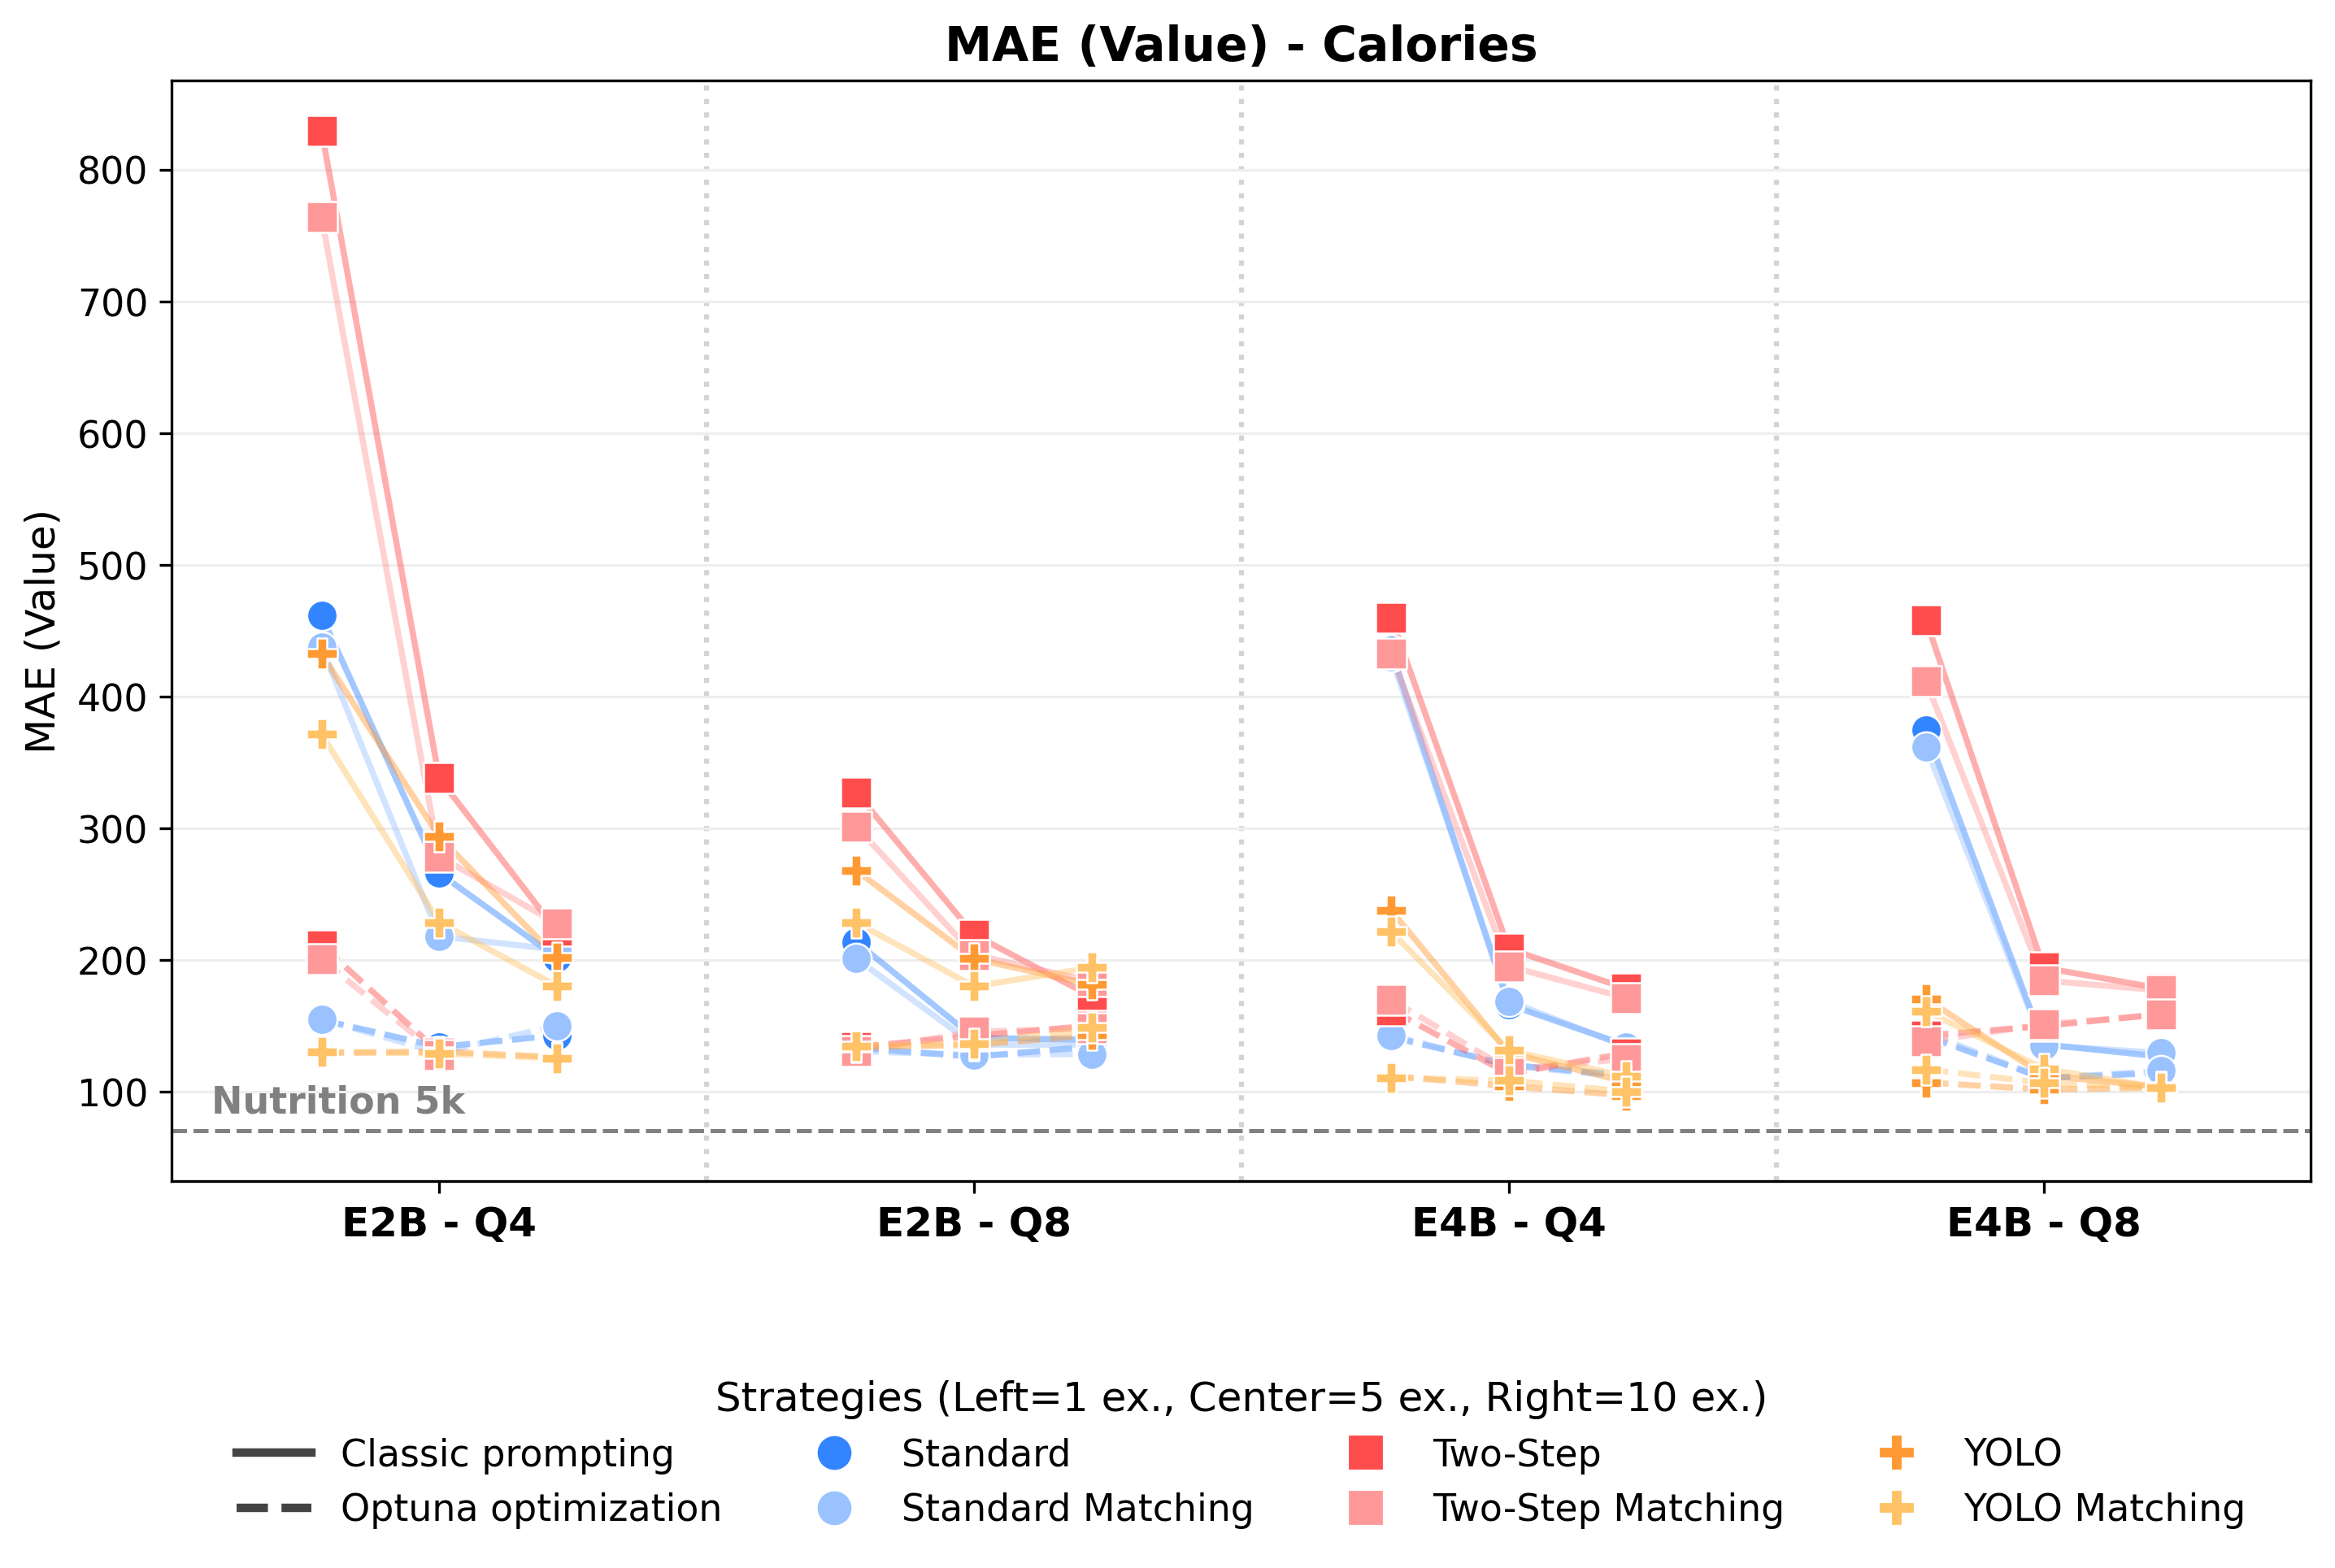 MAE (Value) - Calories
MAE (Value)
800
700
600
500
400
300
200
100
Nutrition 5k
E2B - Q4
E2B - Q8
E4B - Q4
E4B - Q8
Strategies (Left=1 ex., Center=5 ex., Right=10 ex.)
Classic prompting
Optuna optimization
Standard
Standard Matching
Two-Step
Two-Step Matching
YOLO
YOLO Matching